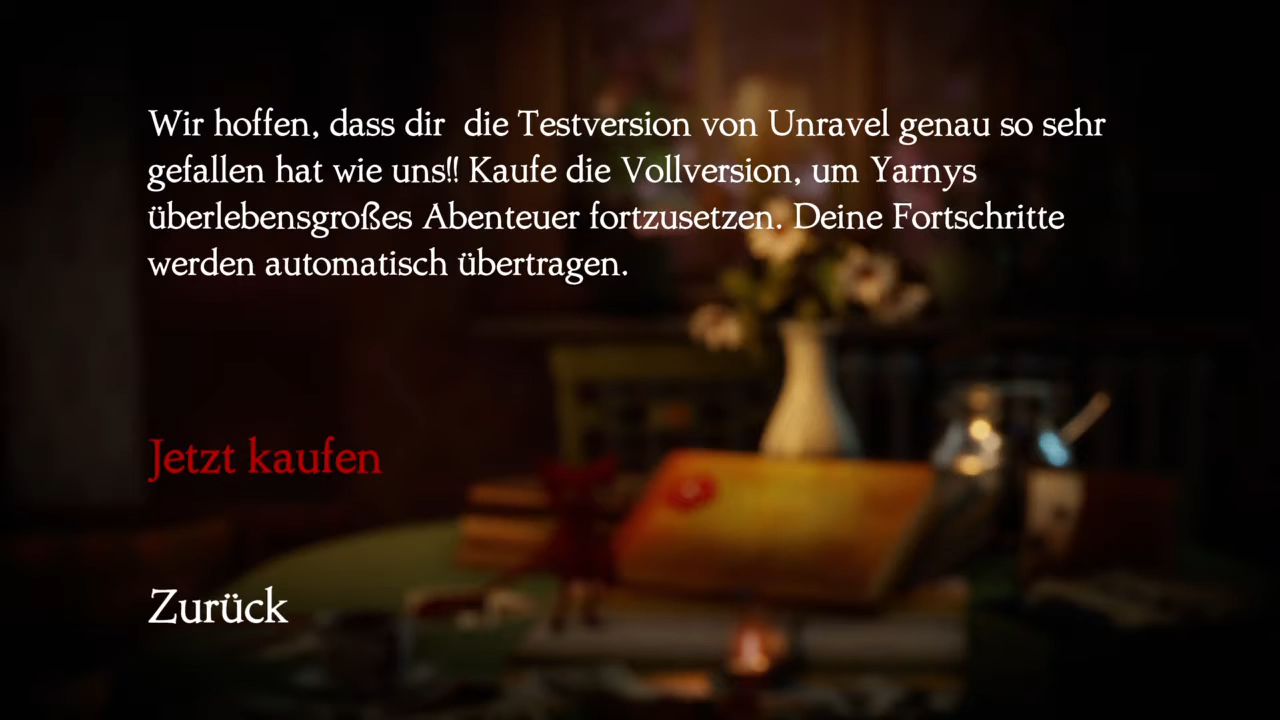 Wir hoffen, dass dir  die Testversion von Unravel genau so sehr
gefallen hat wie uns!! Kaufe die Vollversion, um Yarnys
überlebensgroßes Abenteuer fortzusetzen. Deine Fortschritte
werden automatisch übertragen.
Jetzt kaufen
Zurück